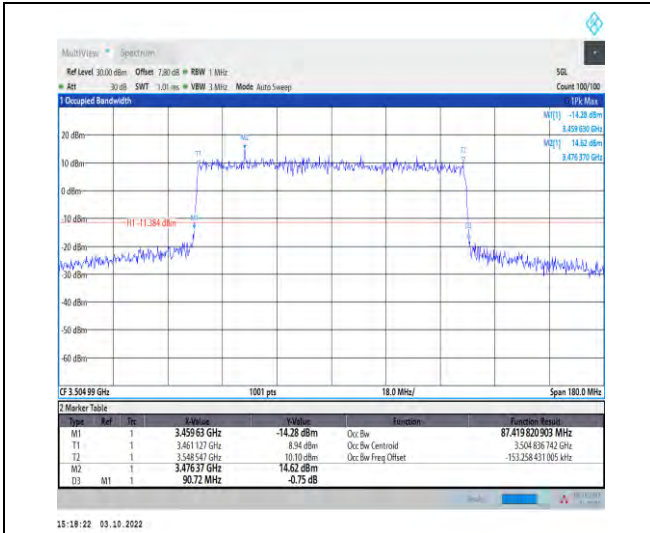 MultiView Spectrum
Ref Level 30.00 dBm Offset 7.80 dB RBW 1 MHz SGL
Att 30 dB SWT 1.01 ms VBW 3 MHz Mode Auto Sweep Count 100/100
1 Occupied Bandwidth 1Pk Max
M1[1] -14.28 dBm
3.459 630 GHz
M2[1] 14.62 dBm
3.476 370 GHz
20 dBm
M2
T1 T2
10 dBm
0 dBm
-10 dBm
H1 -11.384 dBm
-20 dBm
-30 dBm
-40 dBm
-50 dBm
-60 dBm
CF 3.504 99 GHz 1001 pts 18.0 MHz/ Span 180.0 MHz
2 Marker Table
Type Ref Trc X-Value Y-Value Function Function Result
M1 1 3.459 63 GHz -14.28 dBm Occ Bw 87.419 820 903 MHz
T1 1 3.461 127 GHz 8.94 dBm Occ Bw Centroid 3.504 836 742 GHz
T2 1 3.548 547 GHz 10.10 dBm Occ Bw Freq Offset -153.258 431 005 kHz
M2 1 3.476 37 GHz 14.62 dBm
D3 M1 1 90.72 MHz -0.75 dB
15:18:22 03.10.2022